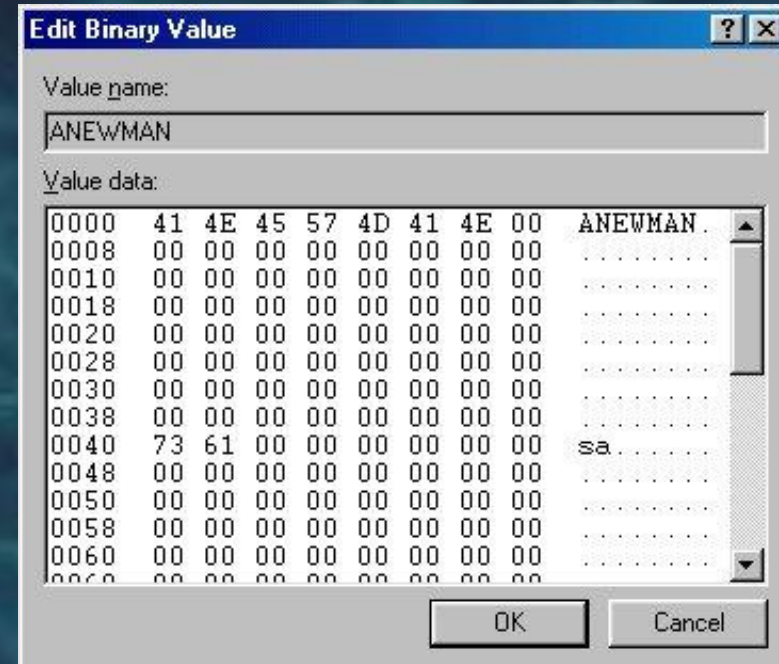 Edit Binary Value
Value name:
ANEWMAN
Value data:
0000 41 4E 45 57 4D 41 4E 00 ANEWMAN.
0008 00 00 00 00 00 00 00 00 ........
0010 00 00 00 00 00 00 00 00 ........
0018 00 00 00 00 00 00 00 00 ........
0020 00 00 00 00 00 00 00 00 ........
0028 00 00 00 00 00 00 00 00 ........
0030 00 00 00 00 00 00 00 00 ........
0038 00 00 00 00 00 00 00 00 ........
0040 73 61 00 00 00 00 00 00 sa......
0048 00 00 00 00 00 00 00 00 ........
0050 00 00 00 00 00 00 00 00 ........
0058 00 00 00 00 00 00 00 00 ........
0060 00 00 00 00 00 00 00 00 ........
OK Cancel